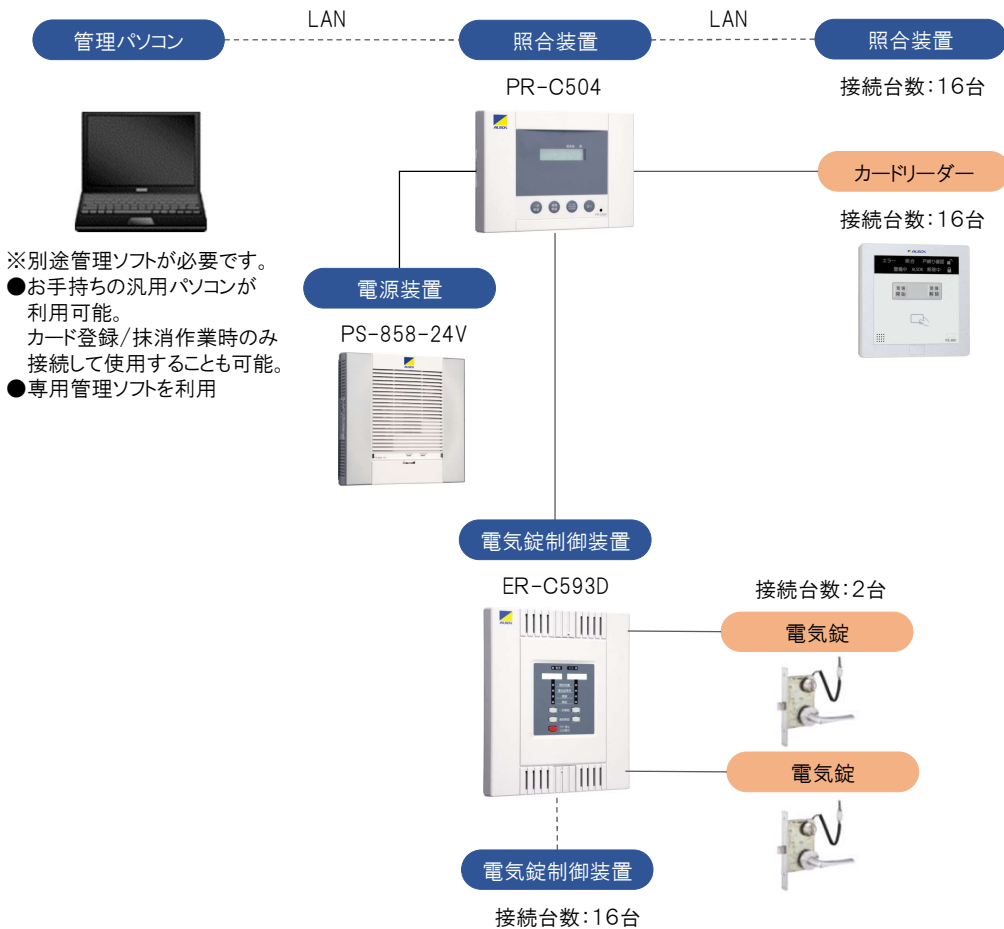 LAN
LAN
管理パソコン
照合装置
照合装置
PR-C504
接続台数:16台
ALSOK
カードリーダー
接続台数:16台
ALSOK
※別途管理ソフトが必要です。
●お手持ちの汎用パソコンが
利用可能。
カード登録/抹消作業時のみ
接続して使用することも可能。
●専用管理ソフトを利用
電源装置
PS-858-24V
電気錠制御装置
ER-C593D
接続台数:2台
電気錠
電気錠
電気錠制御装置
接続台数:16台